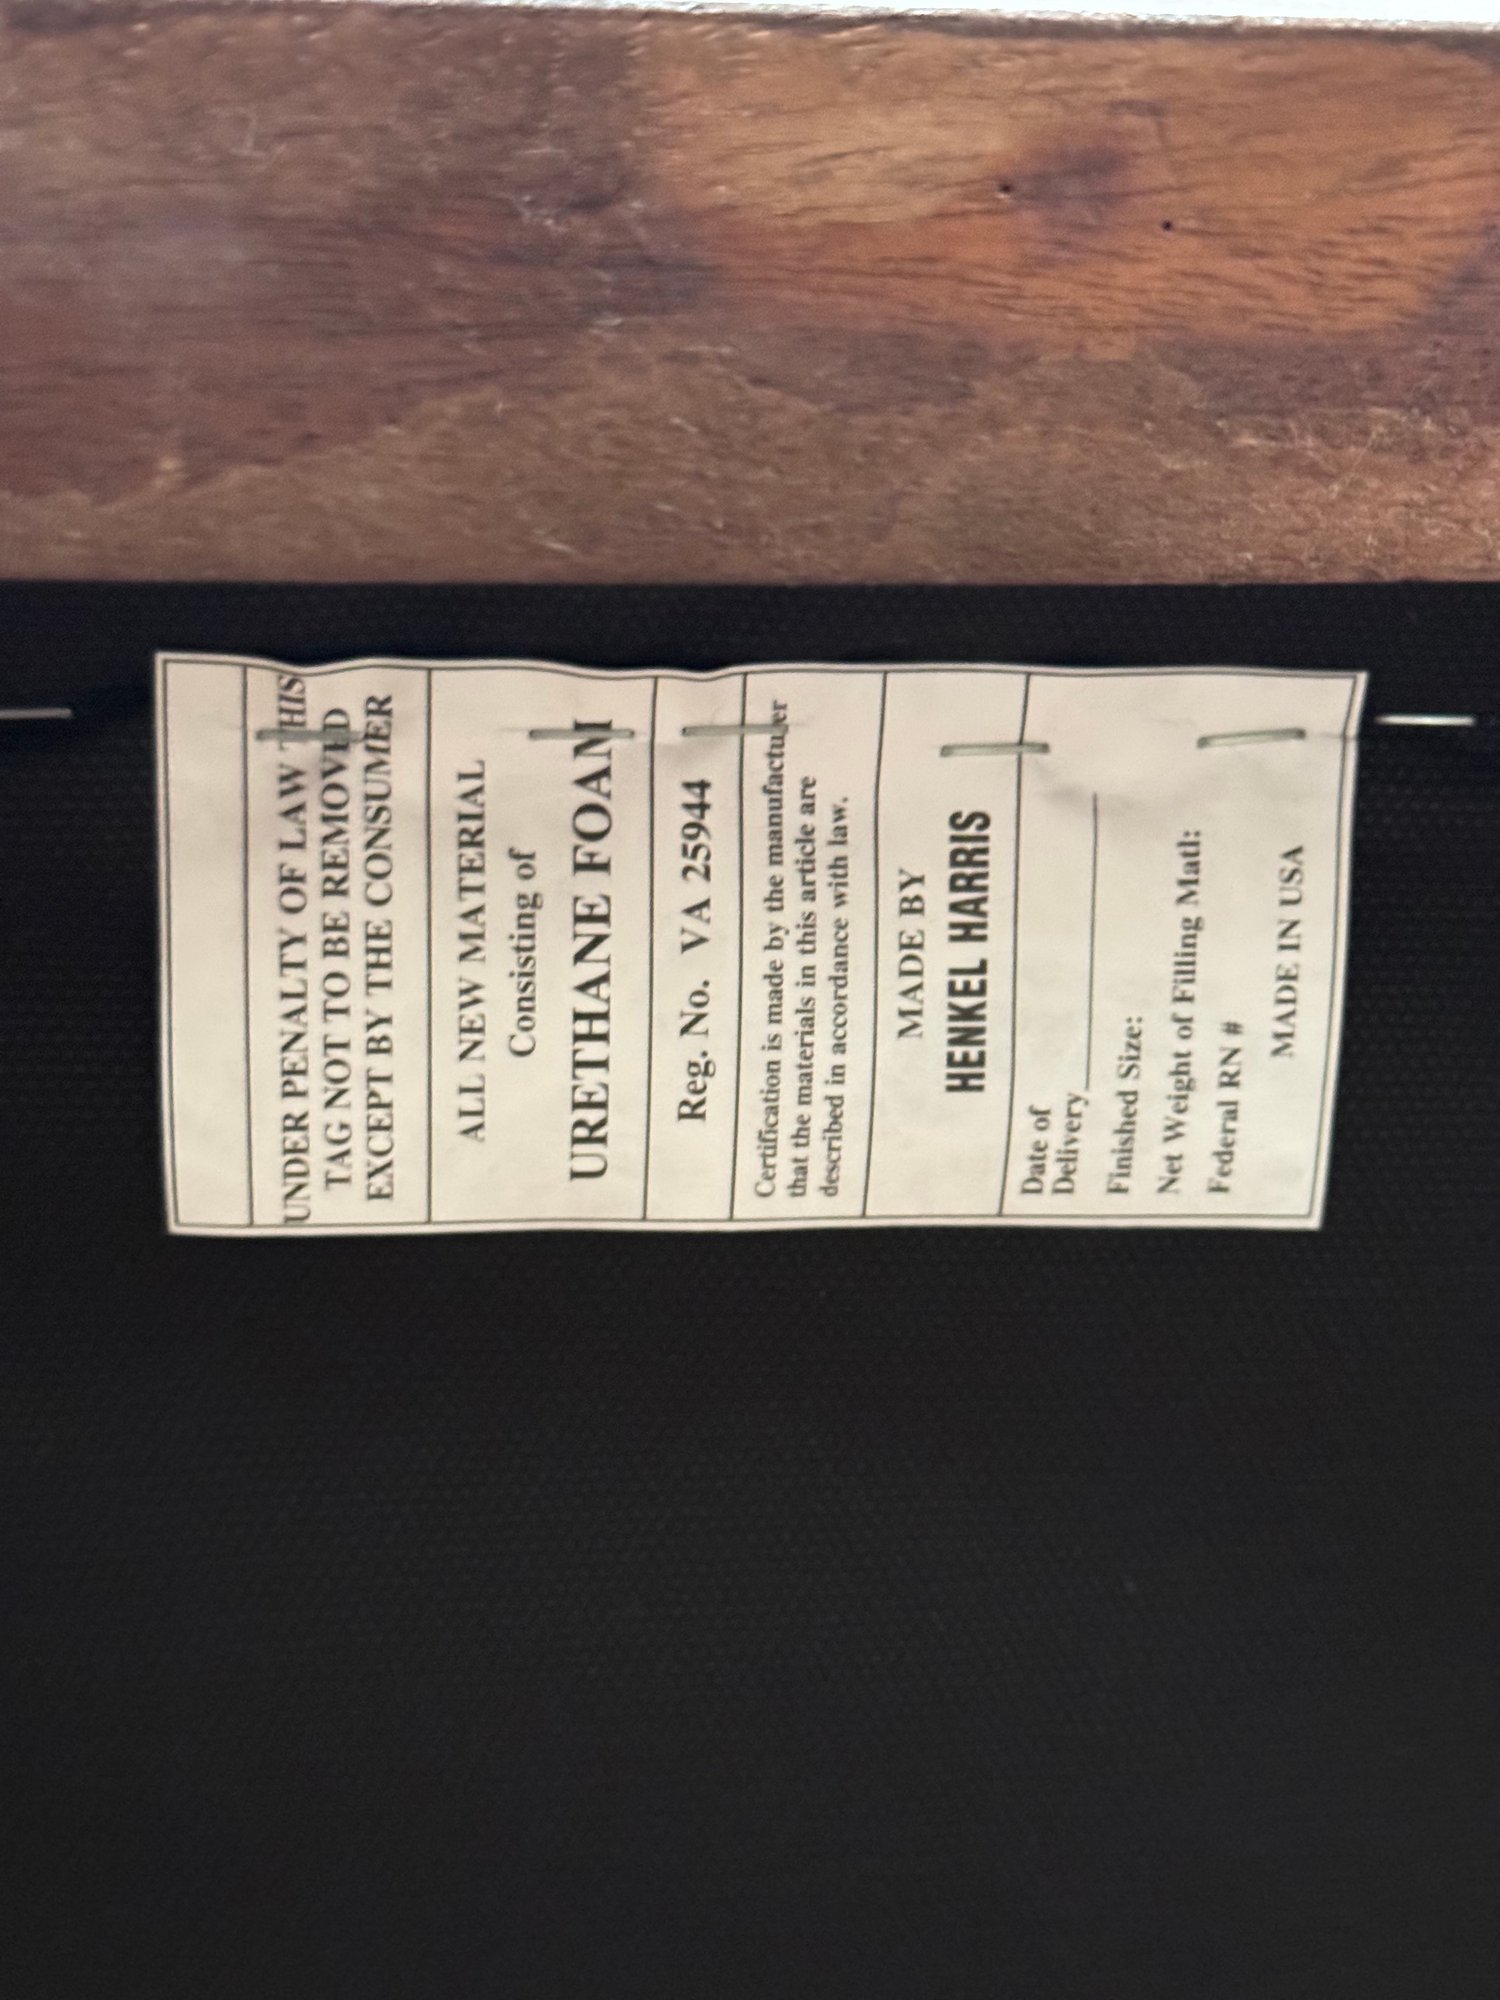 UNDER PENALTY OF LAW THIS
TAG NOT TO BE REMOVED
EXCEPT BY THE CONSUMER
ALL NEW MATERIAL
Consisting of
URETHANE FOAM
Reg. No. VA 25944
Certification is made by the manufacturer
that the materials in this article are
described in accordance with law.
MADE BY
HENKEL HARRIS
Date of
Delivery
Finished Size:
Net Weight of Filling Matl:
Federal RN #
MADE IN USA